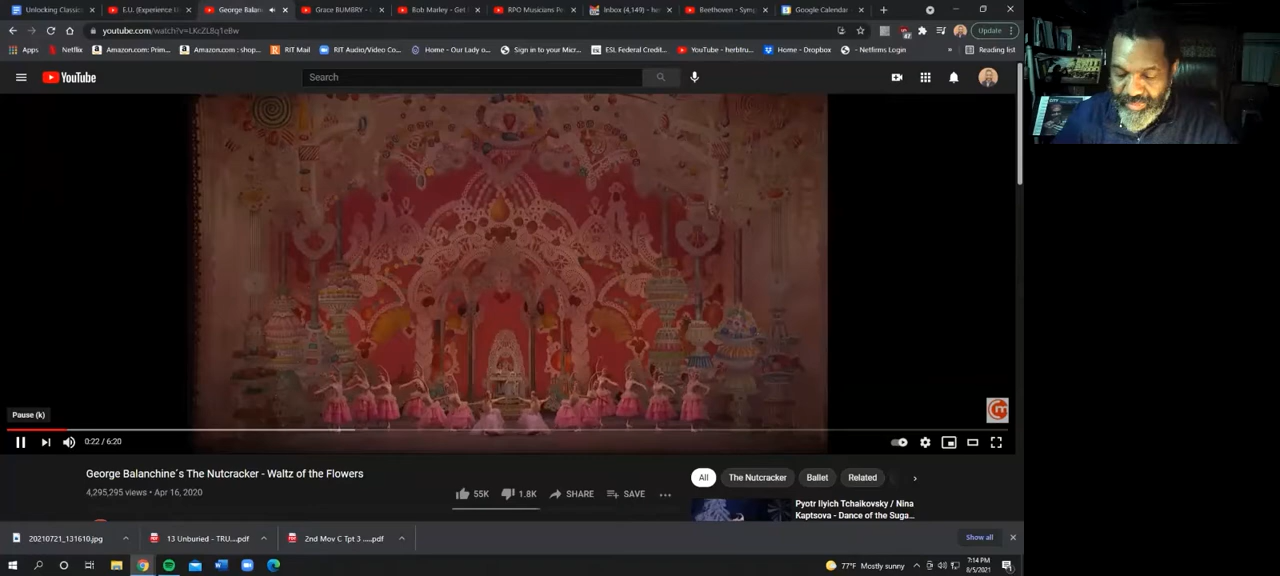 Unlocking Classic
E.U. (Experience U
George Balan
Grace BUMBRY -
Bob Marley - Get
RPO Musicians Pe
Inbox (4,149) - her
Beethoven - Symp
Google Calendar
youtube.com/watch?v=LKcZL8q1eBw
Update
Apps
Netflix
Amazon.com: Prim...
Amazon.com : shop...
RIT Mail
RIT Audio/Video Co...
Home - Our Lady o...
Sign in to your Micr...
ESL Federal Credit...
YouTube - herbtru...
Home - Dropbox
- Netfirms Login
»
Reading list
YouTube
Search
Pause (k)
0:22 / 6:20
George Balanchine´s The Nutcracker - Waltz of the Flowers
4,295,295 views • Apr 16, 2020
55K
1.8K
SHARE
SAVE
All
The Nutcracker
Ballet
Related
Pyotr Ilyich Tchaikovsky / Nina
Kaptsova - Dance of the Suga...
20210721_131610.jpg
13 Unburied - TRU....pdf
2nd Mov C Tpt 3 .....pdf
Show all
77°F Mostly sunny
7:14 PM
8/5/2021